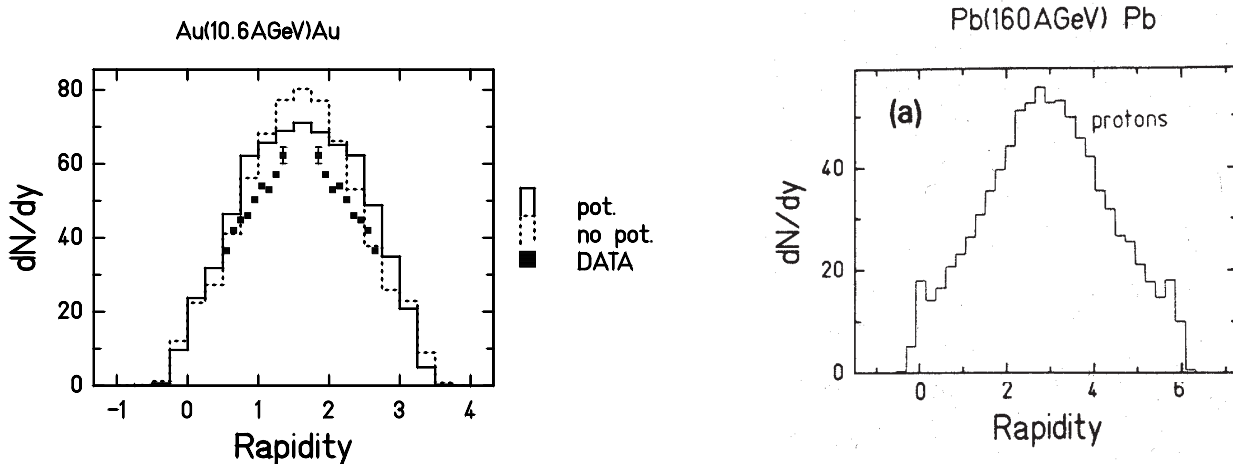 Au(10.6AGeV)Au
80
60
40
20
0
dN/dy
-1 0 1 2 3 4
Rapidity
pot.
no pot.
DATA
Pb(160AGeV) Pb
(a)
protons
40
20
0
dN/dy
0 2 4 6
Rapidity